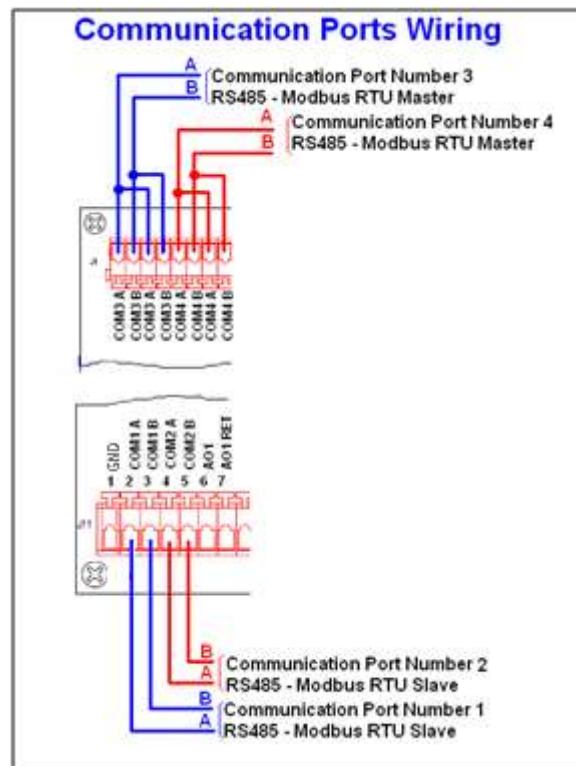 Communication Ports Wiring
A
B
Communication Port Number 3
RS485 - Modbus RTU Master
A
B
Communication Port Number 4
RS485 - Modbus RTU Master
COM3 A
COM3 B
COM3 A
COM3 B
COM4 A
COM4 B
COM4 A
COM4 B
GND
COM1 A
COM1 B
COM2 A
COM2 B
AO1
AO1 RET
1 2 3 4 5 6 7
J11
B
A
Communication Port Number 2
RS485 - Modbus RTU Slave
B
A
Communication Port Number 1
RS485 - Modbus RTU Slave